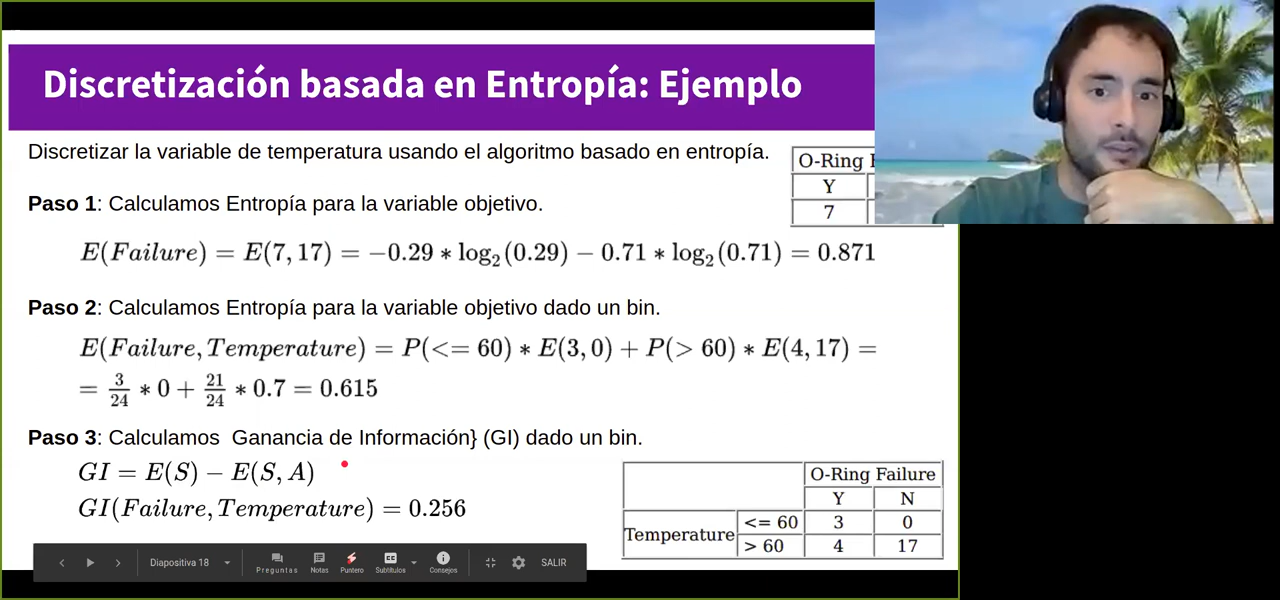 Discretización basada en Entropía: Ejemplo
Discretizar la variable de temperatura usando el algoritmo basado en entropía.
O-Ring
Y
7
Paso 1: Calculamos Entropía para la variable objetivo.
E(Failure) = E(7, 17) = −0.29 * log₂(0.29) − 0.71 * log₂(0.71) = 0.871
Paso 2: Calculamos Entropía para la variable objetivo dado un bin.
E(Failure, Temperature) = P(<= 60) * E(3, 0) + P(> 60) * E(4, 17) =
= 3/24 * 0 + 21/24 * 0.7 = 0.615
Paso 3: Calculamos Ganancia de Información} (GI) dado un bin.
GI = E(S) − E(S, A)
GI(Failure, Temperature) = 0.256
O-Ring Failure
Y N
Temperature <= 60 3 0
> 60 4 17
Diapositiva 18 Preguntas Notas Puntero Subtítulos Consejos SALIR